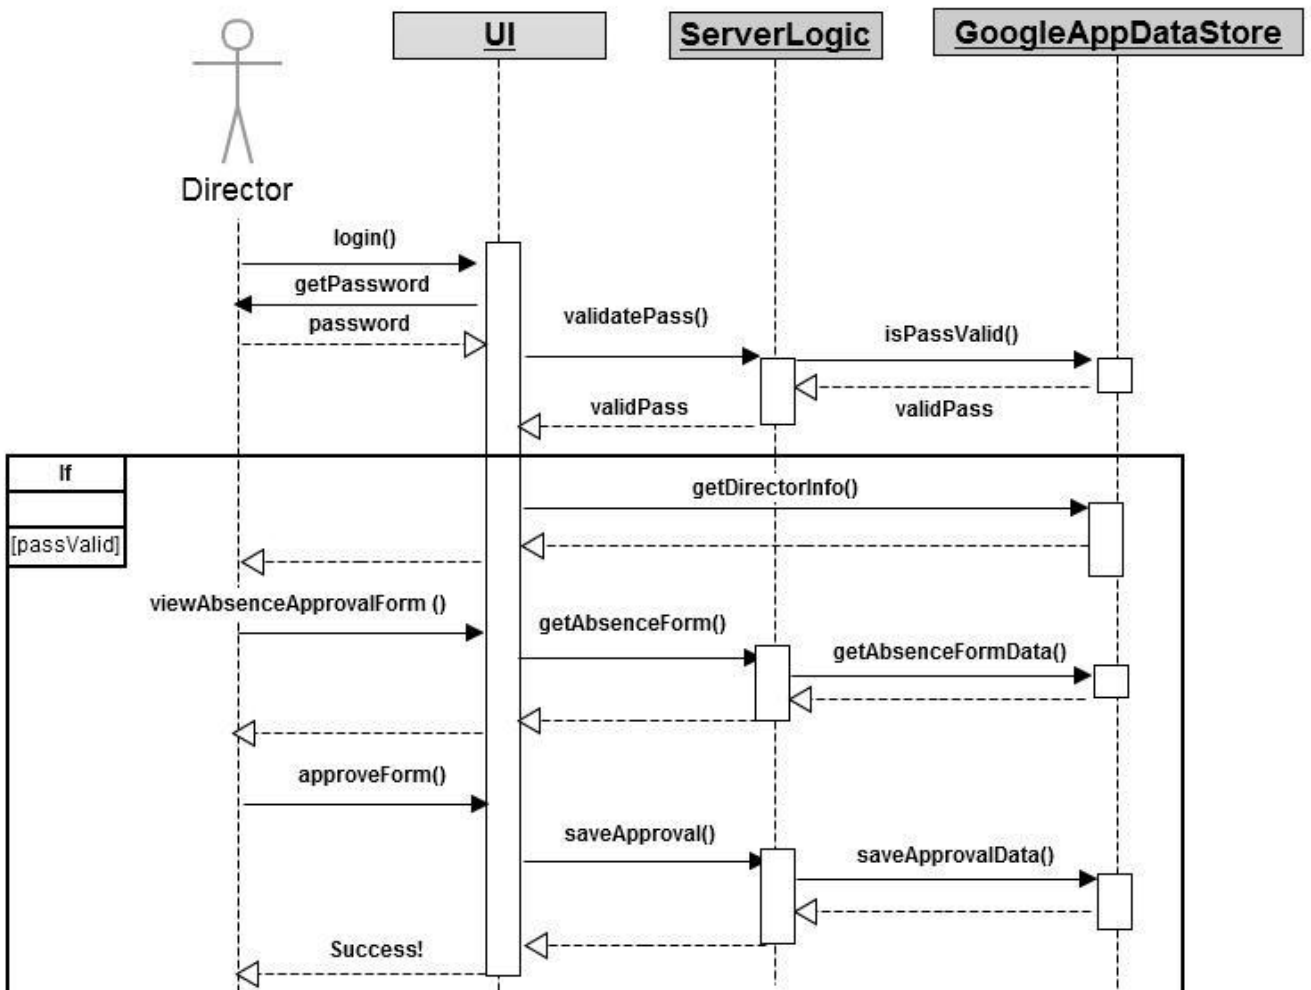 UI
ServerLogic
GoogleAppDataStore
Director
login()
getPassword
password
validatePass()
isPassValid()
validPass
validPass
If
[passValid]
getDirectorInfo()
viewAbsenceApprovalForm ()
getAbsenceForm()
getAbsenceFormData()
approveForm()
saveApproval()
saveApprovalData()
Success!